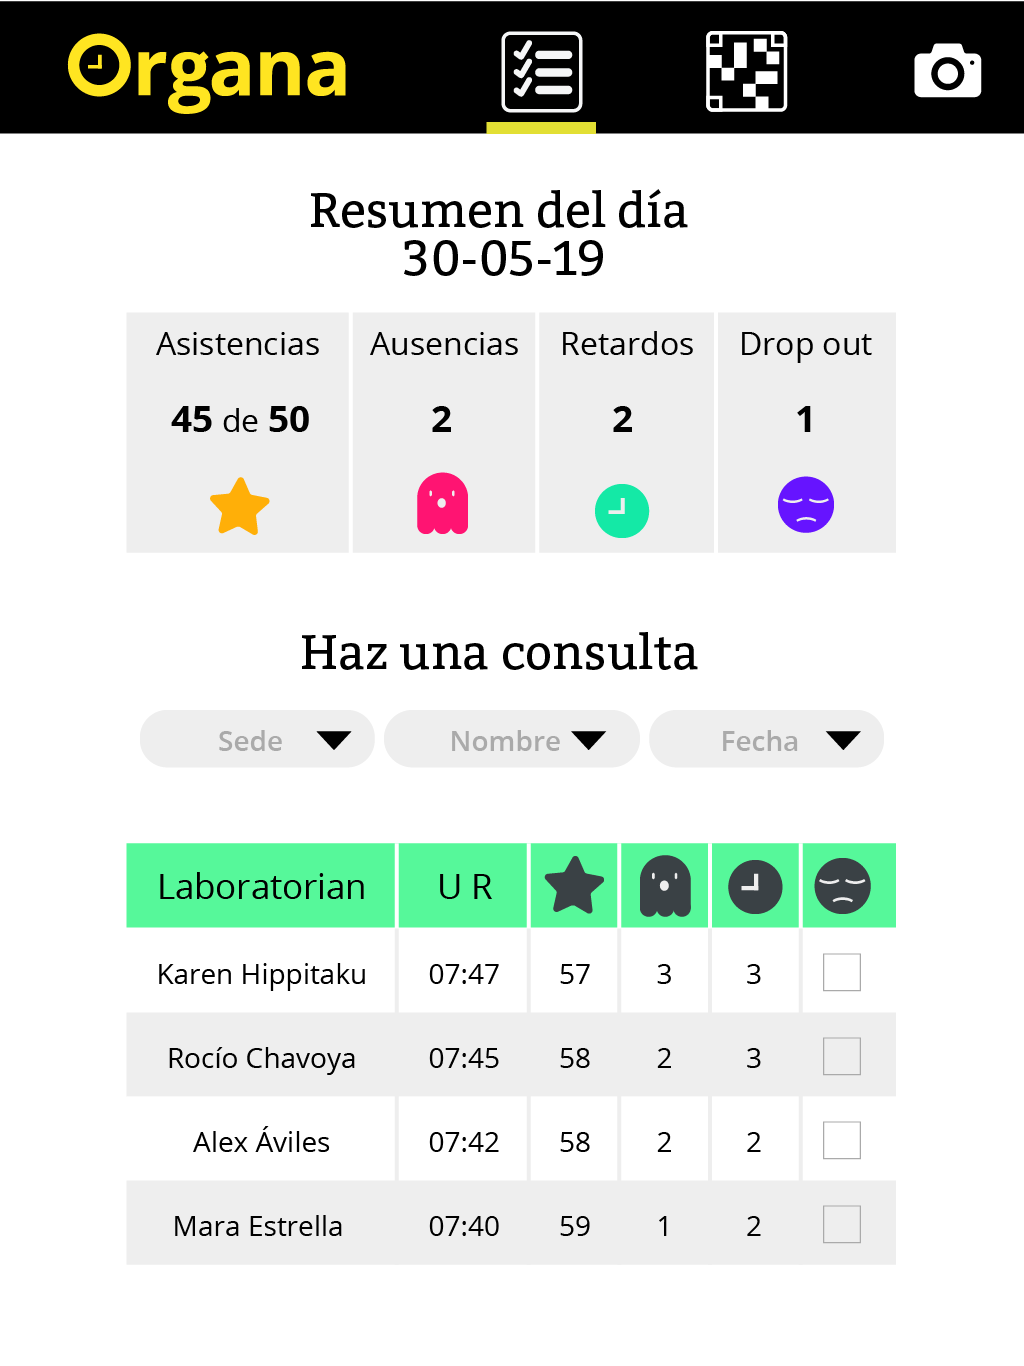 Organa
Resumen del día
30-05-19
Asistencias Ausencias Retardos Drop out
45 de 50 2 2 1
Haz una consulta
Sede Nombre Fecha
Laboratorian U R
Karen Hippitaku 07:47 57 3 3
Rocío Chavoya 07:45 58 2 3
Alex Áviles 07:42 58 2 2
Mara Estrella 07:40 59 1 2